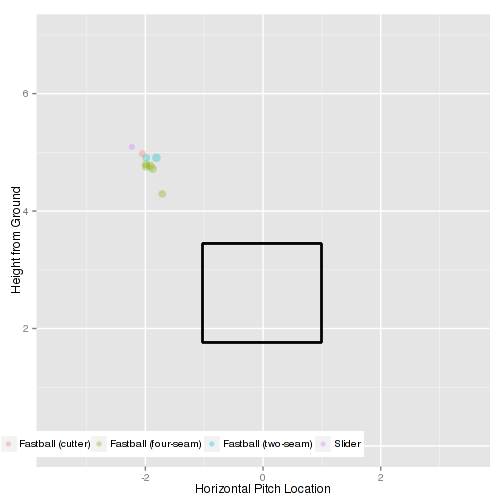 6
4
2
Height from Ground
Fastball (cutter) Fastball (four-seam) Fastball (two-seam) Slider
-2 0 2
Horizontal Pitch Location